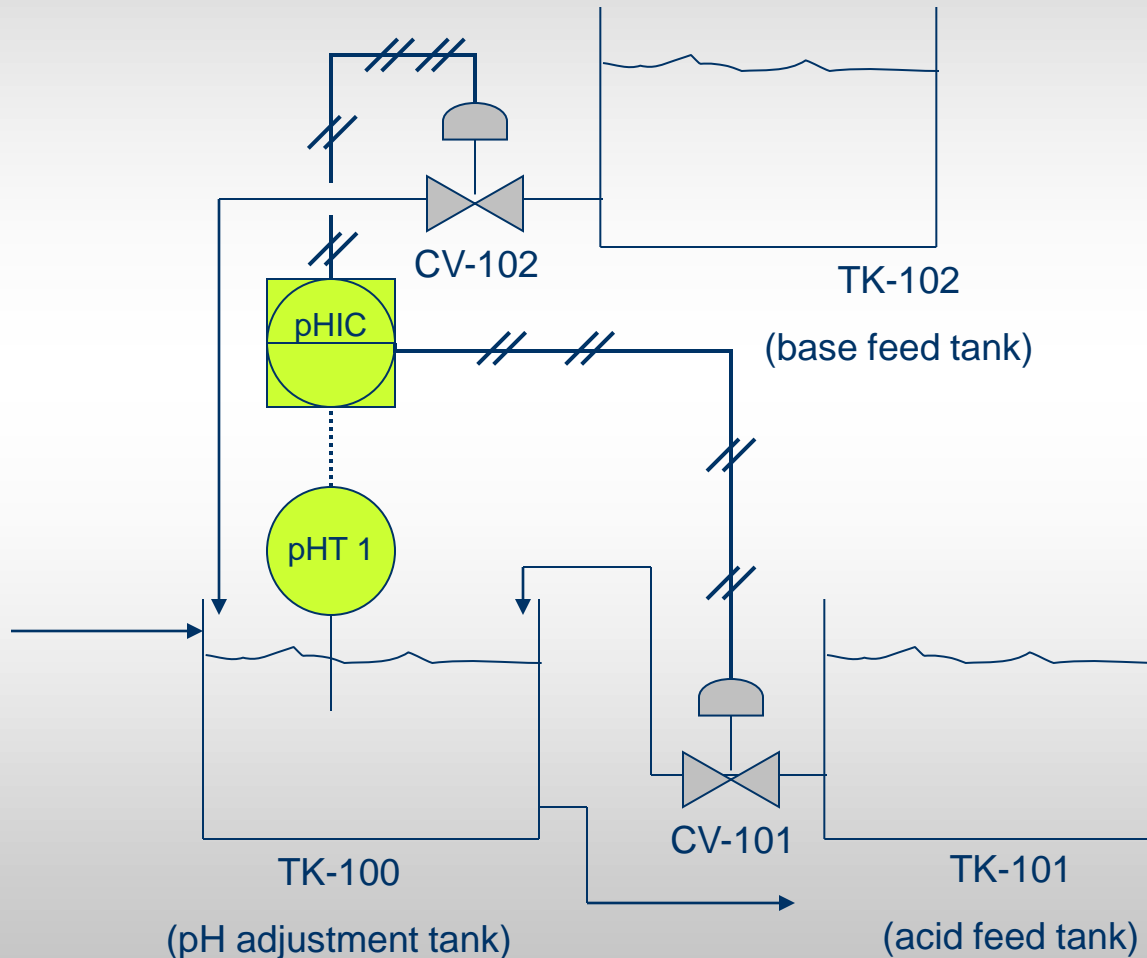 CV-102
TK-102
pHIC
(base feed tank)
pHT 1
CV-101
TK-100
TK-101
(pH adjustment tank)
(acid feed tank)